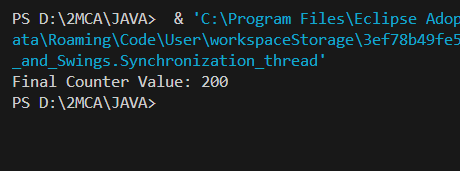 PS D:\2MCA\JAVA>  & 'C:\Program Files\Eclipse Adop
ata\Roaming\Code\User\workspaceStorage\3ef78b49fe5
_and_Swings.Synchronization_thread'
Final Counter Value: 200
PS D:\2MCA\JAVA>